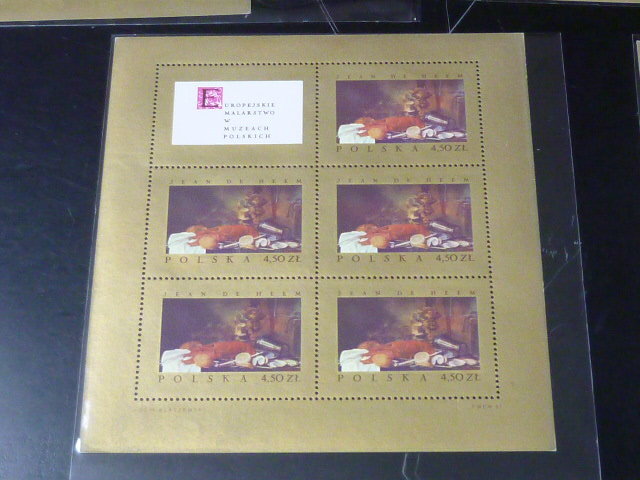 EUROPEJSKIE
MALARSTWO
W
MUZEACH
POLSKICH
JEAN DE HEEM
POLSKA 4,50 ZŁ
JEAN DE HEEM
POLSKA 4,50 ZŁ
JEAN DE HEEM
POLSKA 4,50 ZŁ
JEAN DE HEEM
POLSKA 4,50 ZŁ
JEAN DE HEEM
POLSKA 4,50 ZŁ